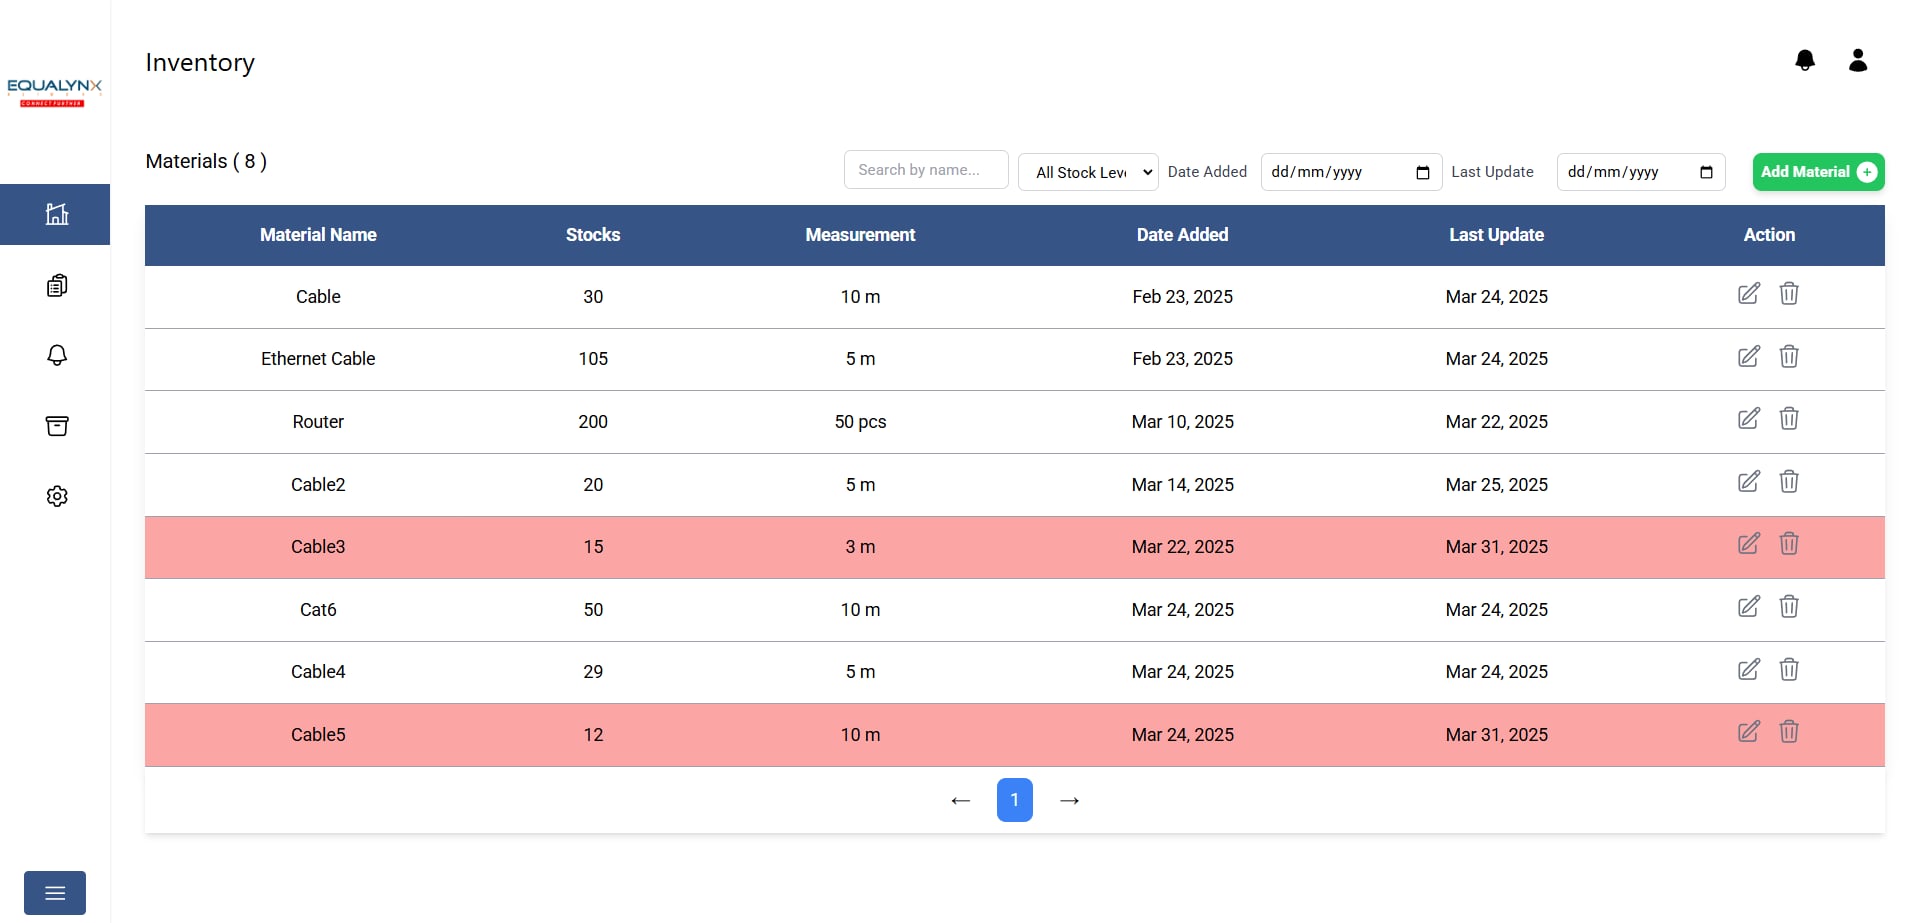 Inventory
EQUALYNX
CONNECT FURTHER
Materials ( 8 )
Search by name...
All Stock Leve
Date Added
dd/mm/yyyy
Last Update
dd/mm/yyyy
Add Material
Material Name Stocks Measurement Date Added Last Update Action
Cable 30 10 m Feb 23, 2025 Mar 24, 2025
Ethernet Cable 105 5 m Feb 23, 2025 Mar 24, 2025
Router 200 50 pcs Mar 10, 2025 Mar 22, 2025
Cable2 20 5 m Mar 14, 2025 Mar 25, 2025
Cable3 15 3 m Mar 22, 2025 Mar 31, 2025
Cat6 50 10 m Mar 24, 2025 Mar 24, 2025
Cable4 29 5 m Mar 24, 2025 Mar 24, 2025
Cable5 12 10 m Mar 24, 2025 Mar 31, 2025
← 1 →